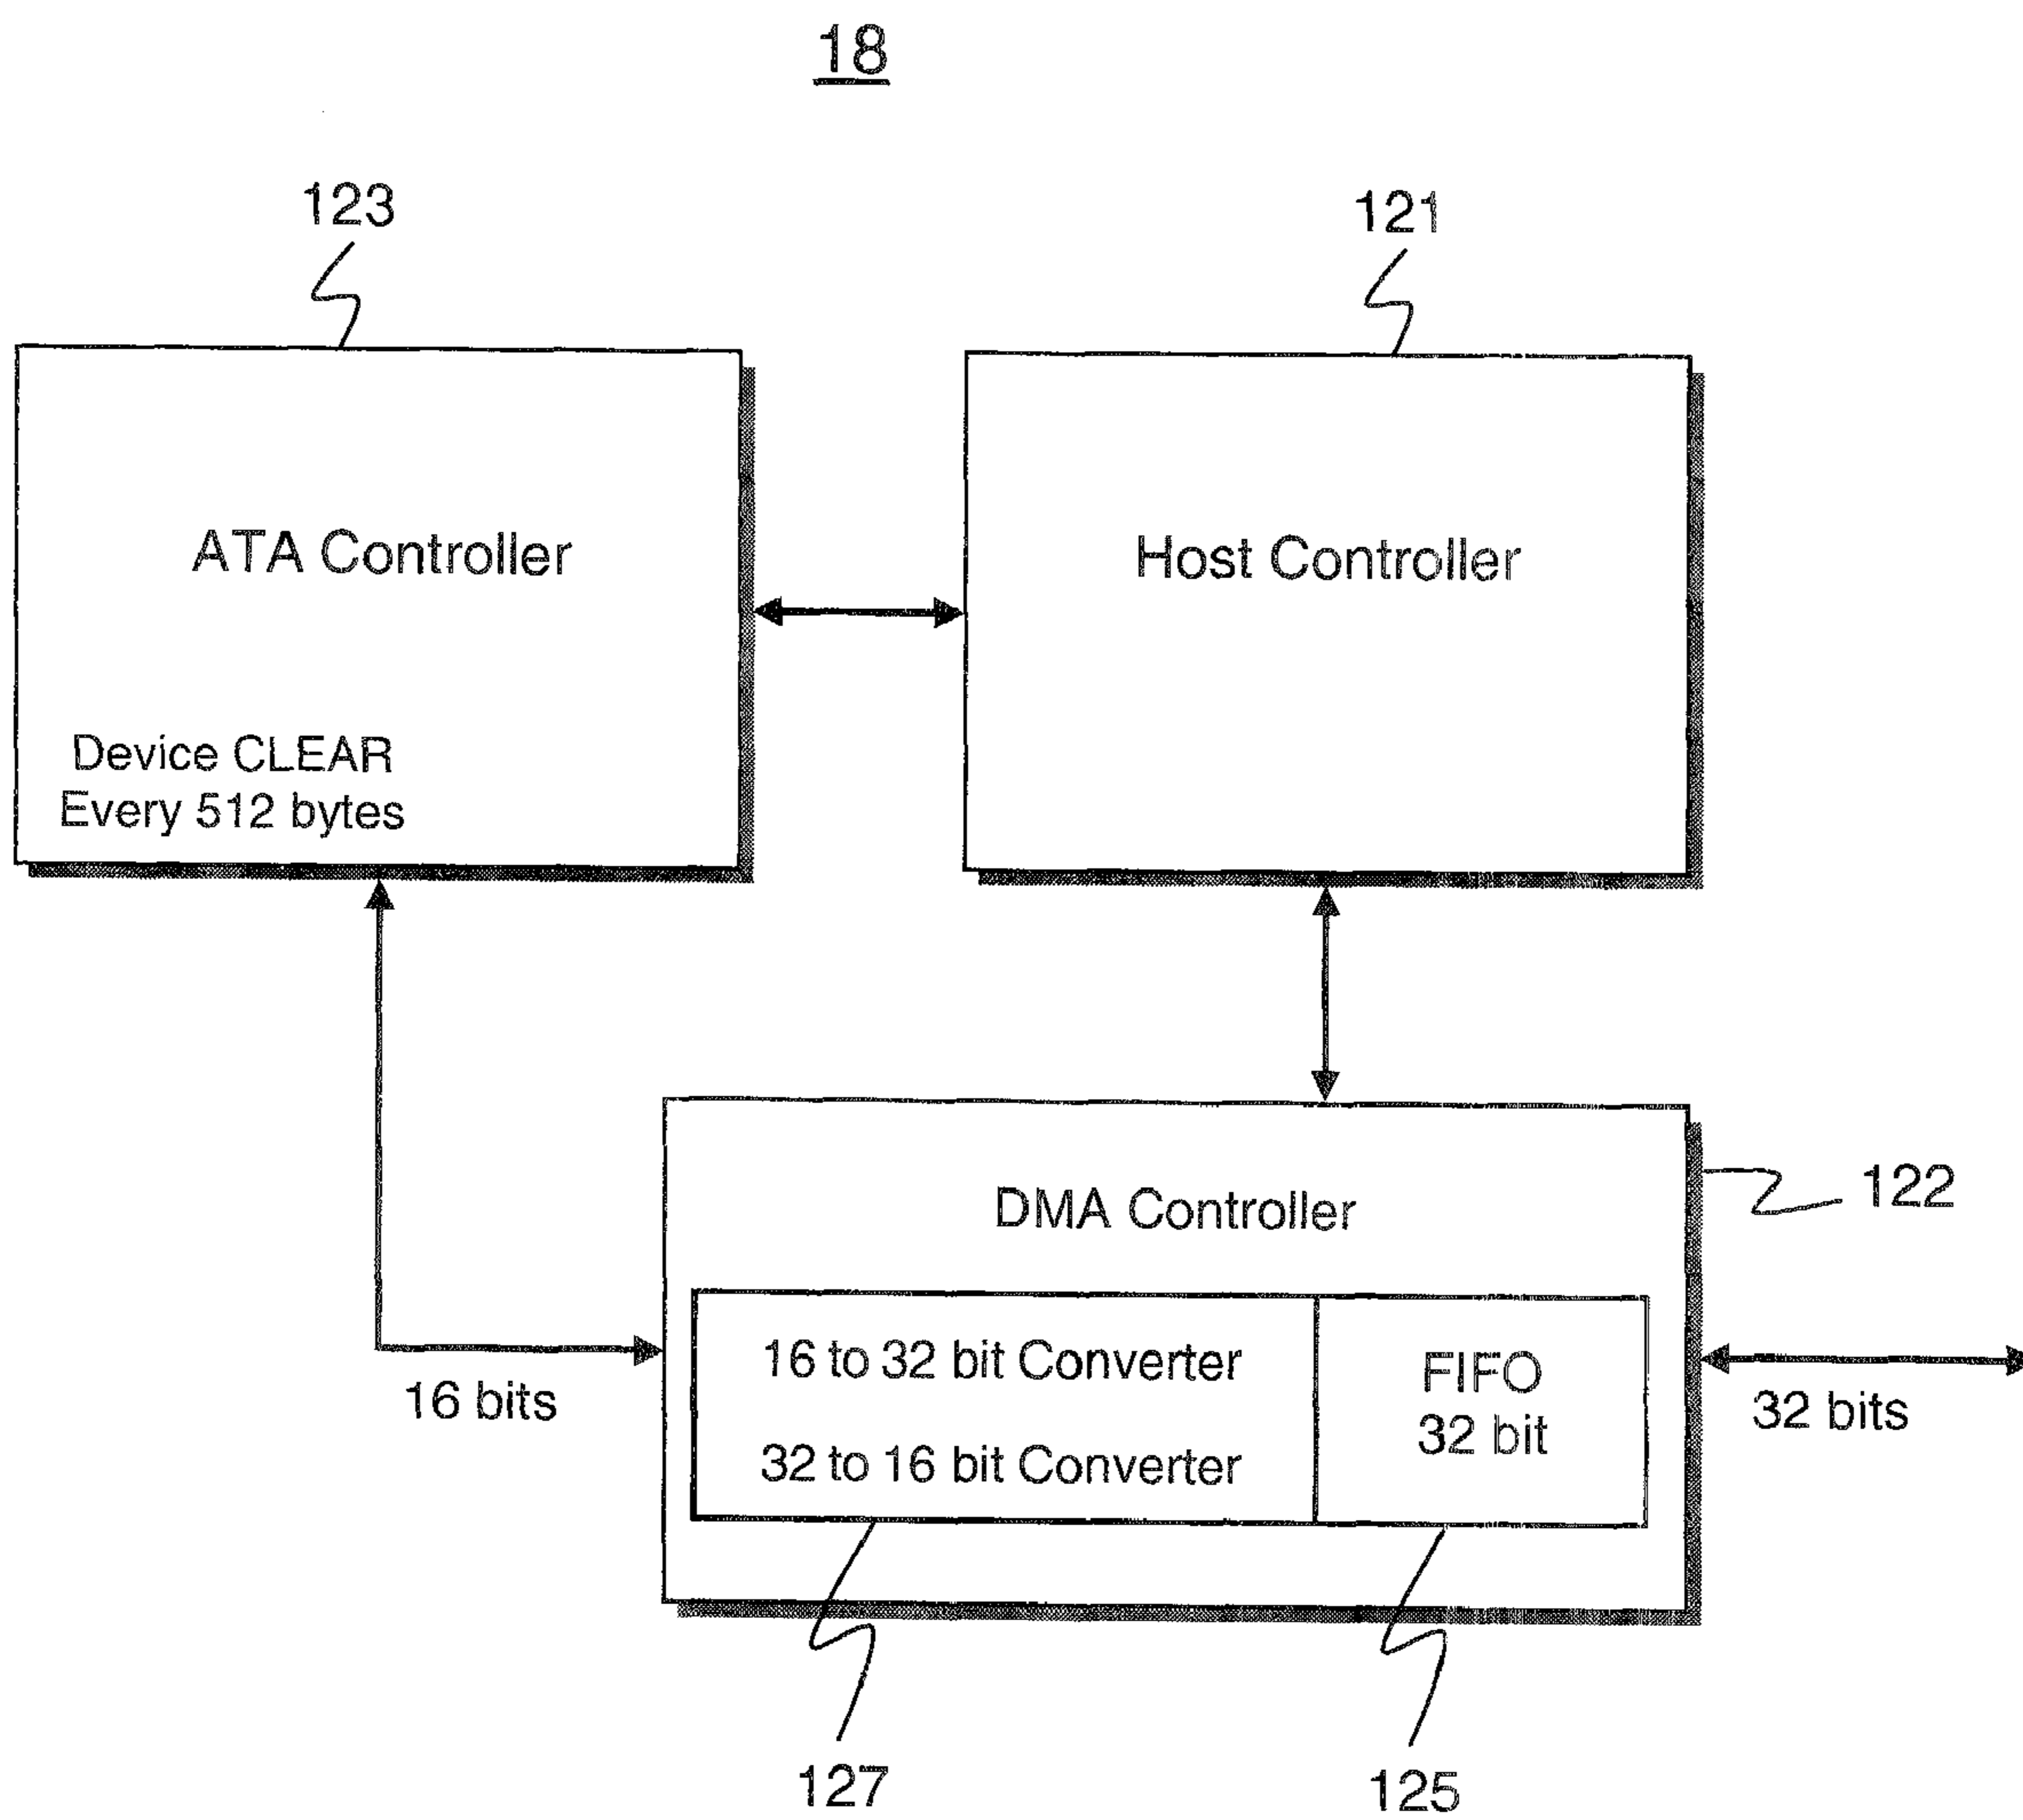 18
123
121
ATA Controller
Host Controller
Device CLEAR
Every 512 bytes
DMA Controller
122
16 to 32 bit Converter
32 to 16 bit Converter
FIFO
32 bit
16 bits
32 bits
127
125